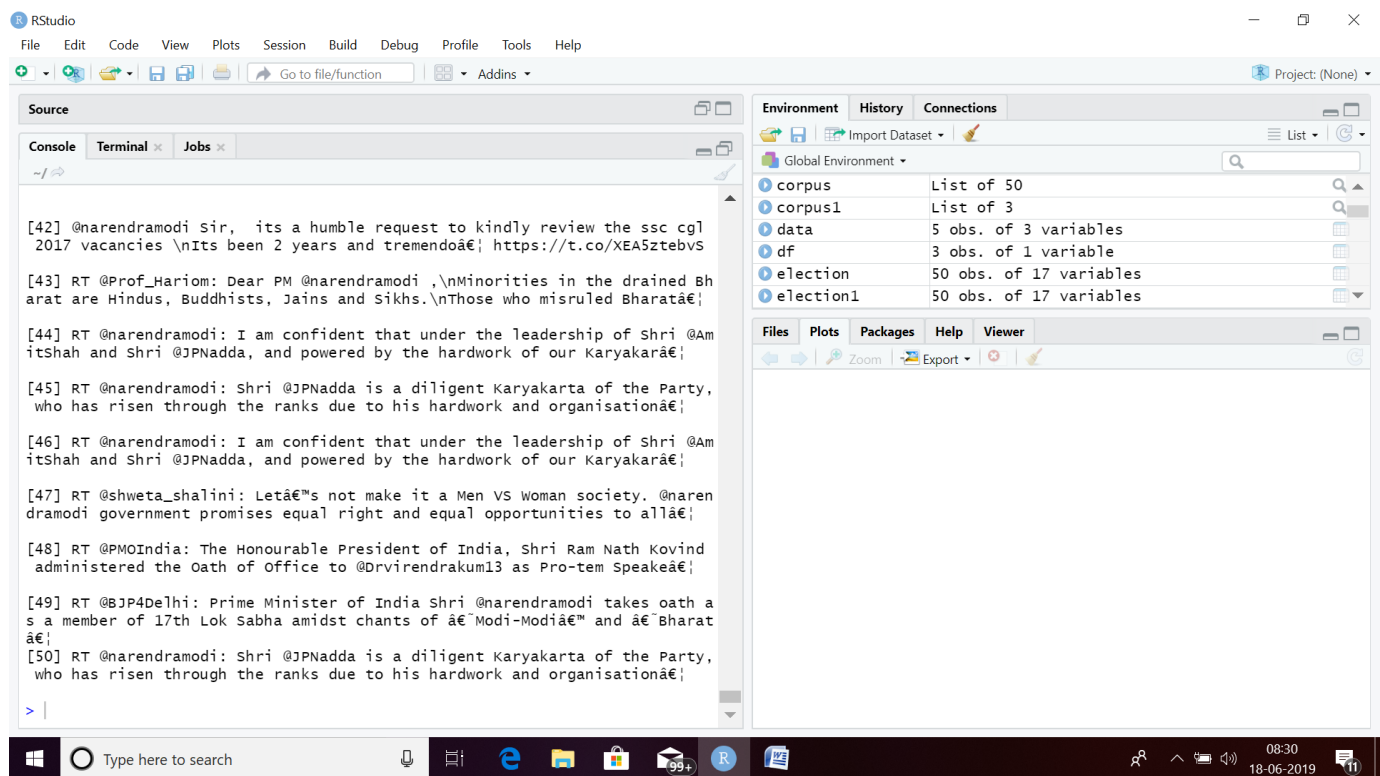 RStudio
File Edit Code View Plots Session Build Debug Profile Tools Help
Go to file/function Addins Project: (None)
Source
Console Terminal Jobs
~/
[42] @narendramodi Sir,  its a humble request to kindly review the ssc cgl
 2017 vacancies \nIts been 2 years and tremendoâ€¦ https://t.co/XEA5ztebvS
[43] RT @Prof_Hariom: Dear PM @narendramodi ,\nMinorities in the drained Bh
arat are Hindus, Buddhists, Jains and Sikhs.\nThose who misruled Bharatâ€¦
[44] RT @narendramodi: I am confident that under the leadership of Shri @Am
itShah and Shri @JPNadda, and powered by the hardwork of our Karyakarâ€¦
[45] RT @narendramodi: Shri @JPNadda is a diligent Karyakarta of the Party,
 who has risen through the ranks due to his hardwork and organisationâ€¦
[46] RT @narendramodi: I am confident that under the leadership of Shri @Am
itShah and Shri @JPNadda, and powered by the hardwork of our Karyakarâ€¦
[47] RT @shweta_shalini: Letâ€™s not make it a Men VS Woman society. @naren
dramodi government promises equal right and equal opportunities to allâ€¦
[48] RT @PMOIndia: The Honourable President of India, Shri Ram Nath Kovind
 administered the Oath of Office to @Drvirendrakum13 as Pro-tem Speakeâ€¦
[49] RT @BJP4Delhi: Prime Minister of India Shri @narendramodi takes oath a
s a member of 17th Lok Sabha amidst chants of â€˜Modi-Modiâ€™ and â€˜Bharat
â€¦
[50] RT @narendramodi: Shri @JPNadda is a diligent Karyakarta of the Party,
 who has risen through the ranks due to his hardwork and organisationâ€¦
>
Environment History Connections
Import Dataset List
Global Environment
corpus List of 50
corpus1 List of 3
data 5 obs. of 3 variables
df 3 obs. of 1 variable
election 50 obs. of 17 variables
election1 50 obs. of 17 variables
Files Plots Packages Help Viewer
Zoom Export
Type here to search
99+
R
W
08:30
18-06-2019
11